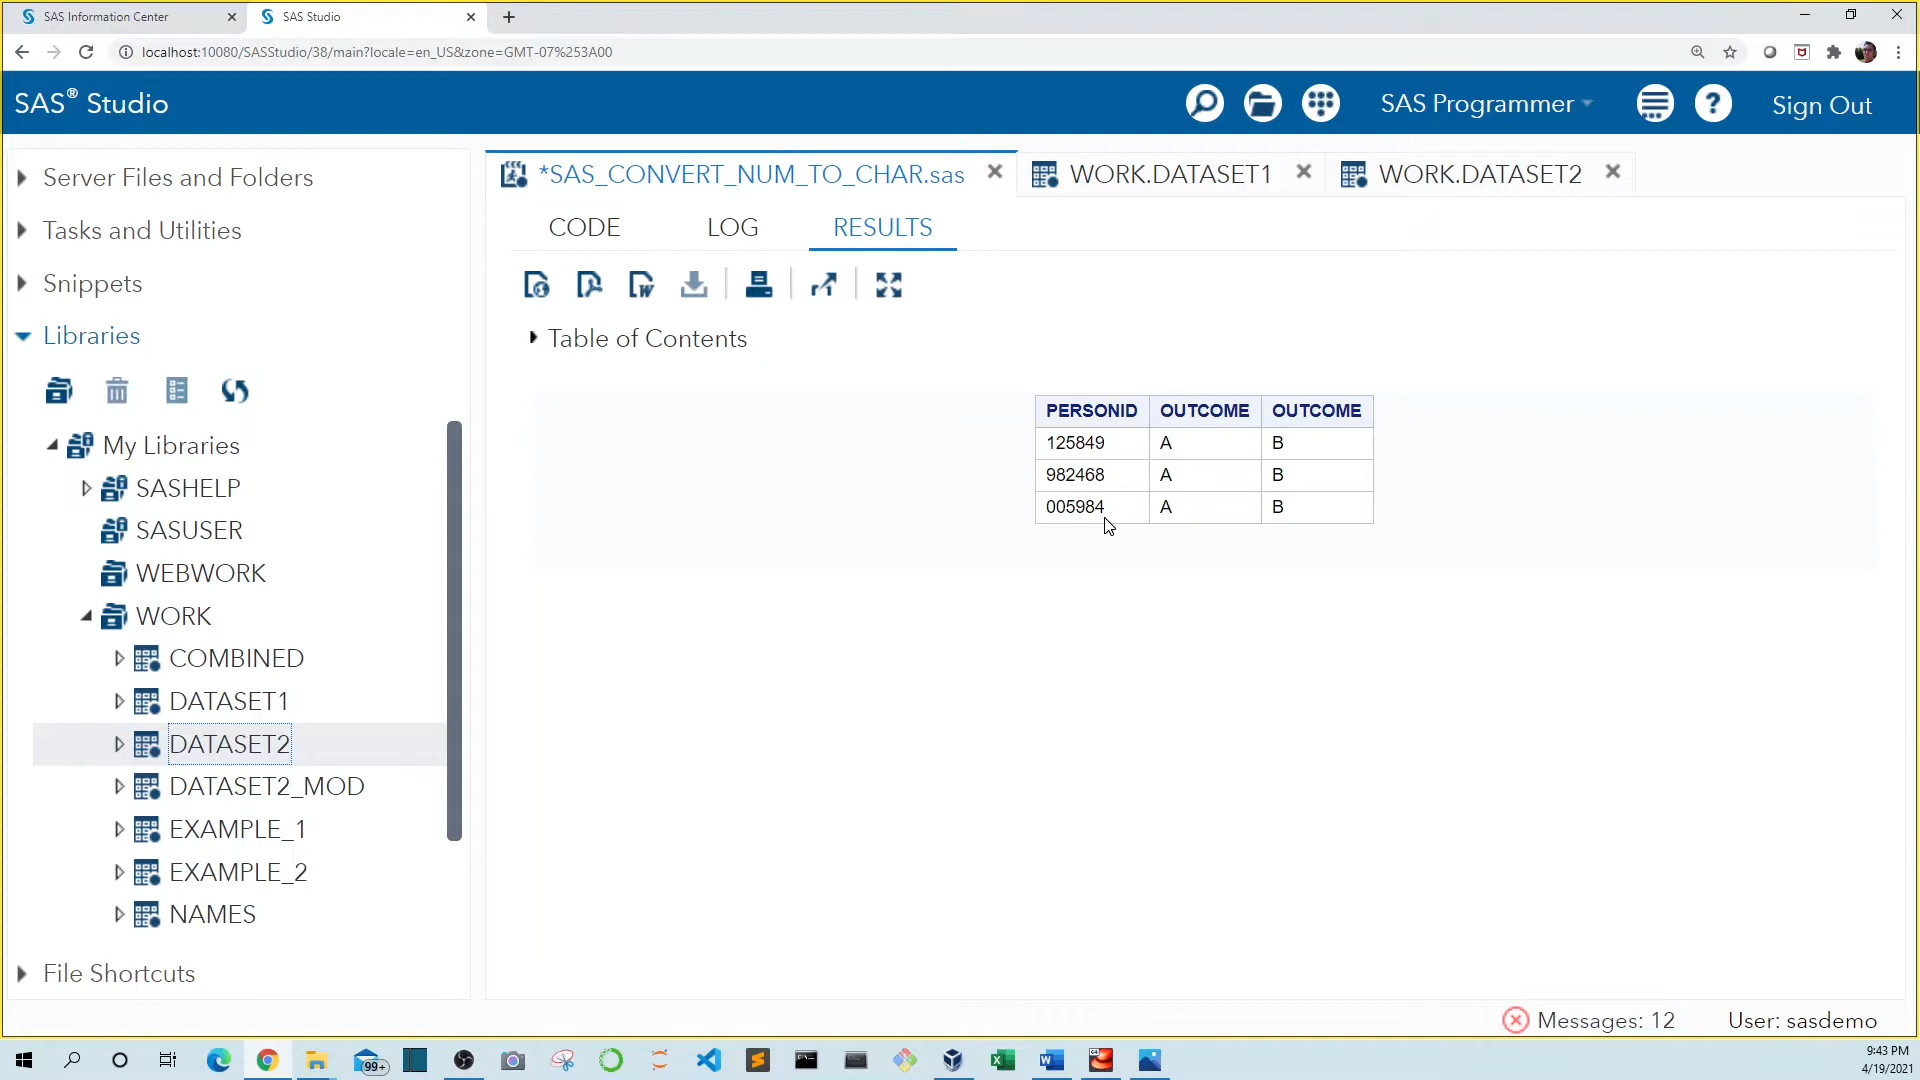 SAS Information Center
SAS Studio
localhost:10080/SASStudio/38/main?locale=en_US&zone=GMT-07%253A00
SAS® Studio
SAS Programmer
Sign Out
Server Files and Folders
Tasks and Utilities
Snippets
Libraries
My Libraries
SASHELP
SASUSER
WEBWORK
WORK
COMBINED
DATASET1
DATASET2
DATASET2_MOD
EXAMPLE_1
EXAMPLE_2
NAMES
File Shortcuts
*SAS_CONVERT_NUM_TO_CHAR.sas
WORK.DATASET1
WORK.DATASET2
CODE LOG RESULTS
Table of Contents
PERSONID OUTCOME OUTCOME
125849 A B
982468 A B
005984 A B
Messages: 12
User: sasdemo
99+
9:43 PM
4/19/2021